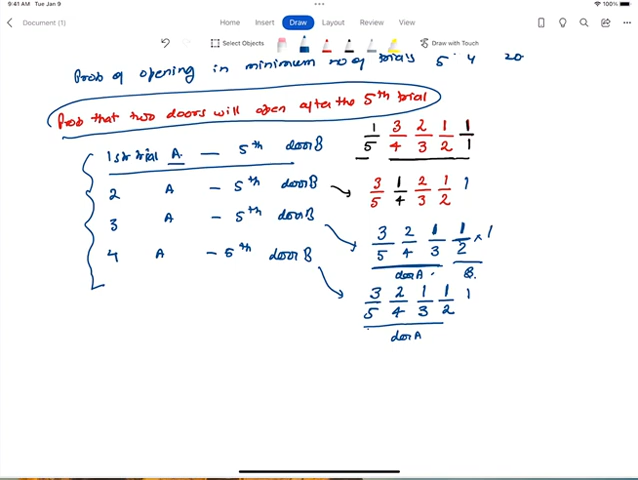 9:41 AM Tue Jan 9
100%
Document (1)
Home Insert Draw Layout Review View
Select Objects
Draw with Touch
Prob of opening in minimum no of trials 5 · 4 20
Prob that two doors will open after the 5th trial
1st trial A — 5th door B 1/5 3/4 2/3 1/2 1/1
2 A – 5th door B 3/5 1/4 2/3 1/2 1
3 A – 5th door B 3/5 2/4 1/3 1/2 × 1
door A · B.
4 A – 5th door B 3/5 2/4 1/3 1/2 1
door A